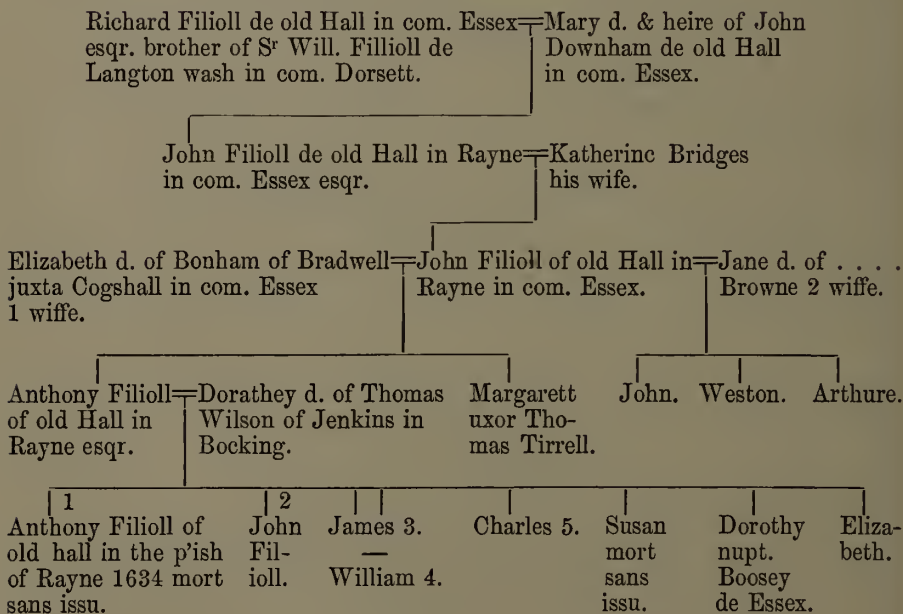 Richard Filioll de old Hall in com. Essex
esqr. brother of Sʳ Will. Fillioll de
Langton wash in com. Dorsett.
Mary d. & heire of John
Downham de old Hall
in com. Essex.
John Filioll de old Hall in Rayne
in com. Essex esqr.
Katherinc Bridges
his wife.
Elizabeth d. of Bonham of Bradwell
juxta Cogshall in com. Essex
1 wiffe.
John Filioll of old Hall in
Rayne in com. Essex.
Jane d. of . . . .
Browne 2 wiffe.
Anthony Filioll
of old Hall in
Rayne esqr.
Dorathey d. of Thomas
Wilson of Jenkins in
Bocking.
Margarett
uxor Tho-
mas Tirrell.
John.
Weston.
Arthure.
1
Anthony Filioll of
old hall in the p'ish
of Rayne 1634 mort
sans issu.
2
John
Fil-
ioll.
James 3.
—
William 4.
Charles 5.
Susan
mort
sans
issu.
Dorothy
nupt.
Boosey
de Essex.
Eliza-
beth.